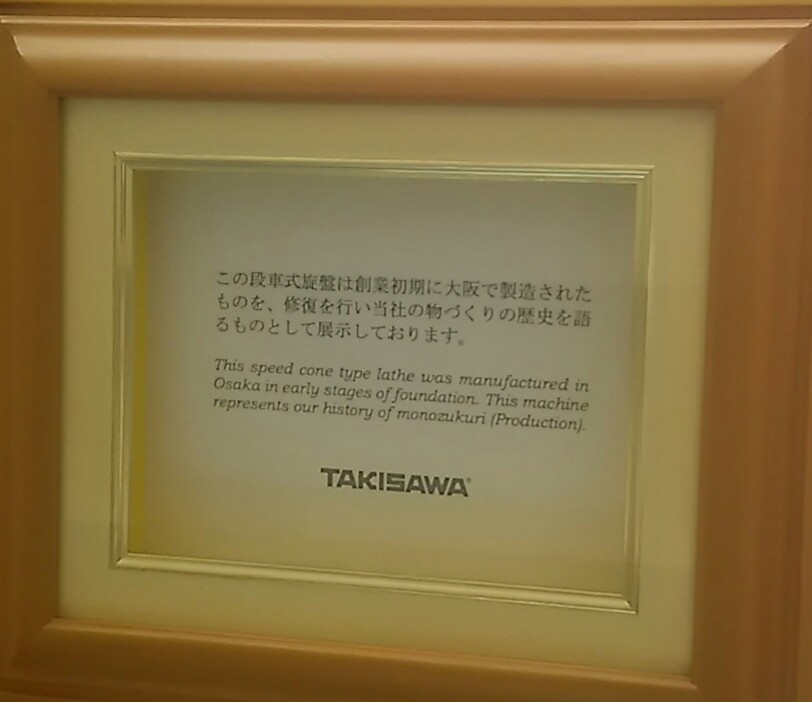 この段車式旋盤は創業初期に大阪で製造された
ものを、修復を行い当社の物づくりの歴史を語
るものとして展示しております。
This speed cone type lathe was manufactured in
Osaka in early stages of foundation. This machine
represents our history of monozukuri (Production).
TAKISAWA®